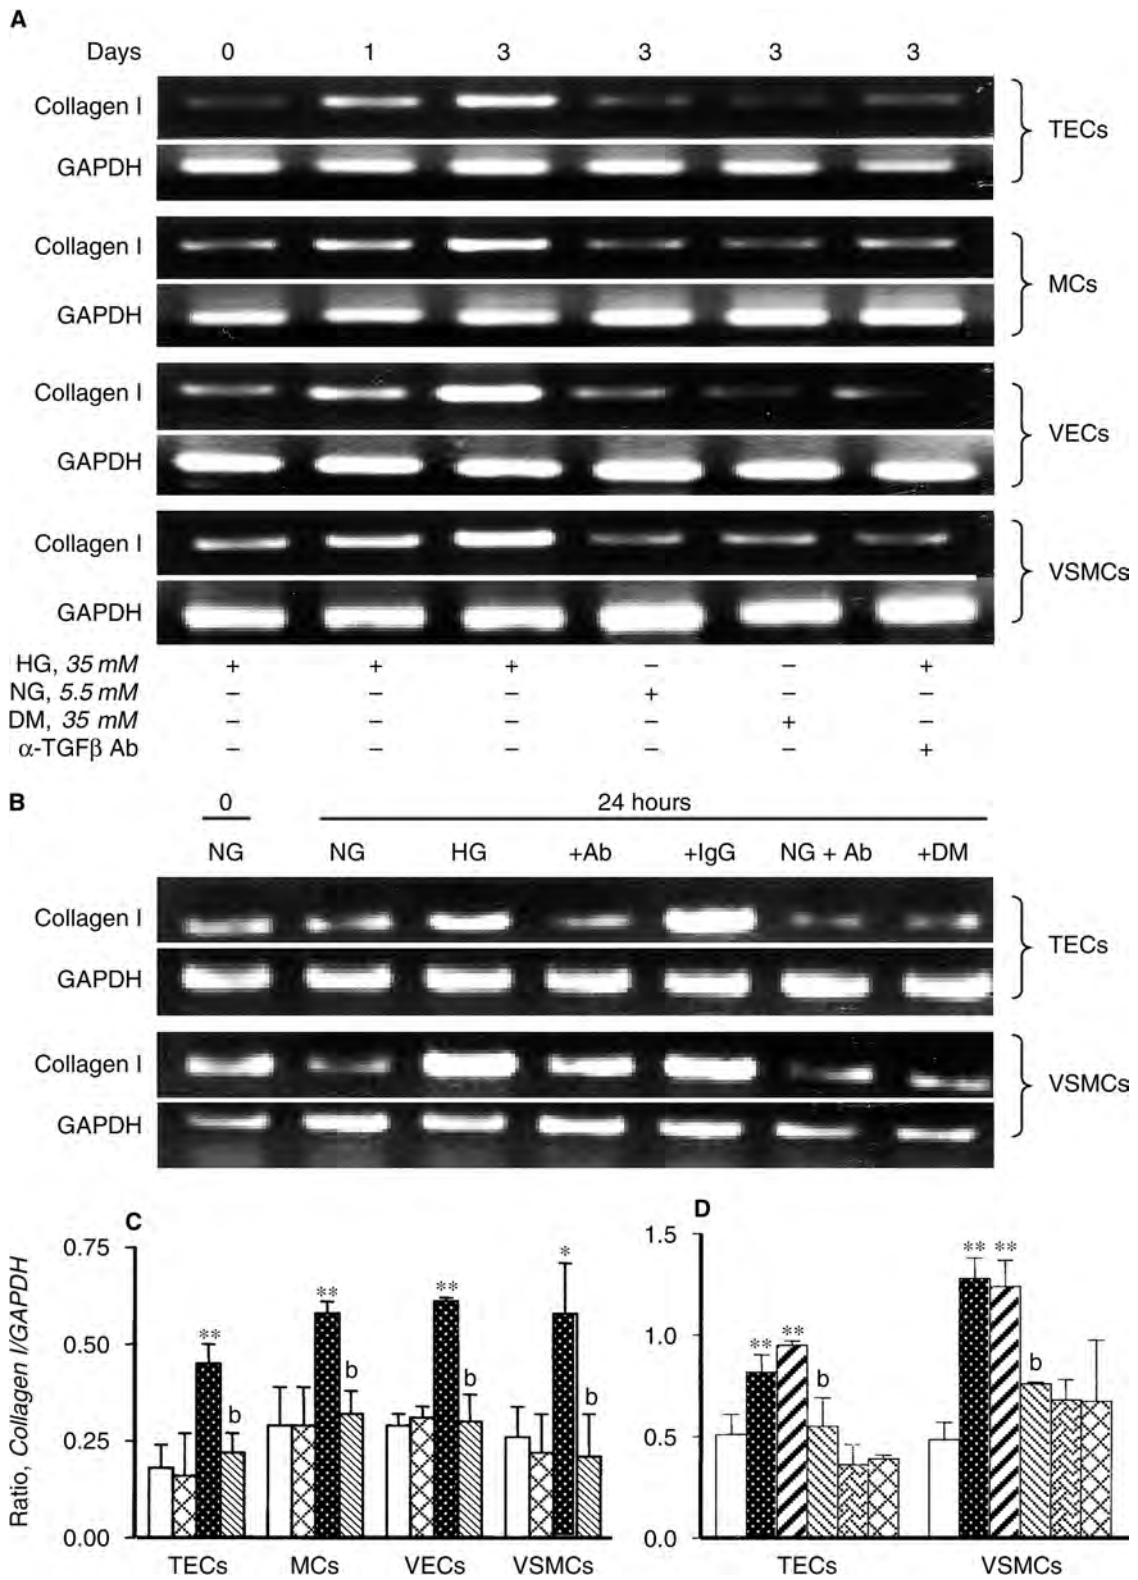 A
Days 0 1 3 3 3 3
Collagen I
GAPDH
TECs
Collagen I
GAPDH
MCs
Collagen I
GAPDH
VECs
Collagen I
GAPDH
VSMCs
HG, 35 mM + + + – – +
NG, 5.5 mM – – – + – –
DM, 35 mM – – – – + –
α-TGFβ Ab – – – – – +
B
0 24 hours
NG NG HG +Ab +IgG NG + Ab +DM
Collagen I
GAPDH
TECs
Collagen I
GAPDH
VSMCs
C
Ratio, Collagen I/GAPDH
0.75
0.50
0.25
0.00
** ** ** *
b b b b
TECs MCs VECs VSMCs
D
1.5
1.0
0.5
0.0
** ** ** **
b b
TECs VSMCs